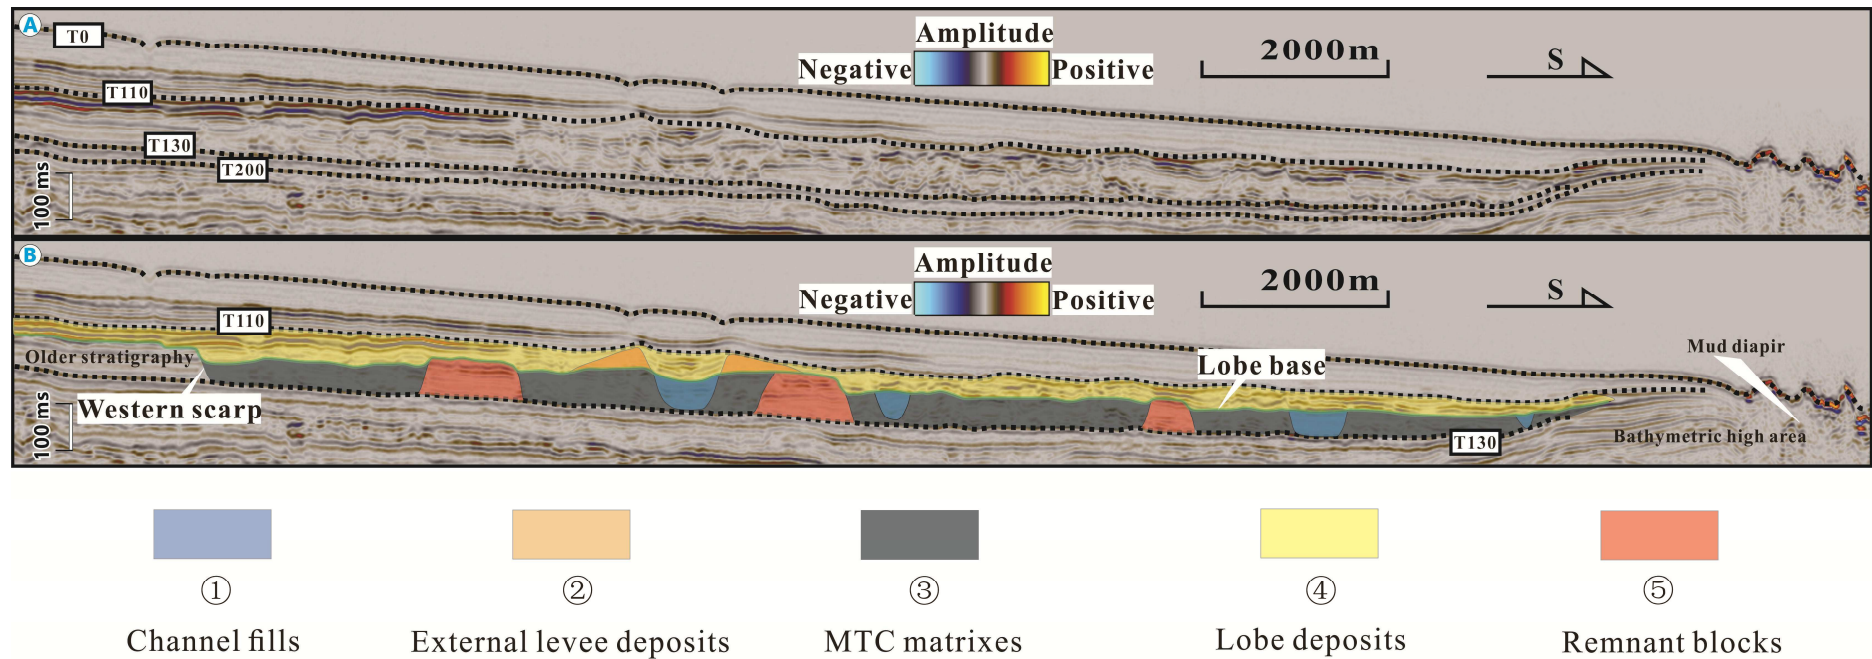 A
T0
Amplitude
Negative
Positive
2000m
S
T110
T130
T200
100 ms
B
Amplitude
Negative
Positive
2000m
S
T110
Older stratigraphy
Western scarp
100 ms
Lobe base
Mud diapir
T130
Bathymetric high area
① ② ③ ④ ⑤
Channel fills External levee deposits MTC matrixes Lobe deposits Remnant blocks